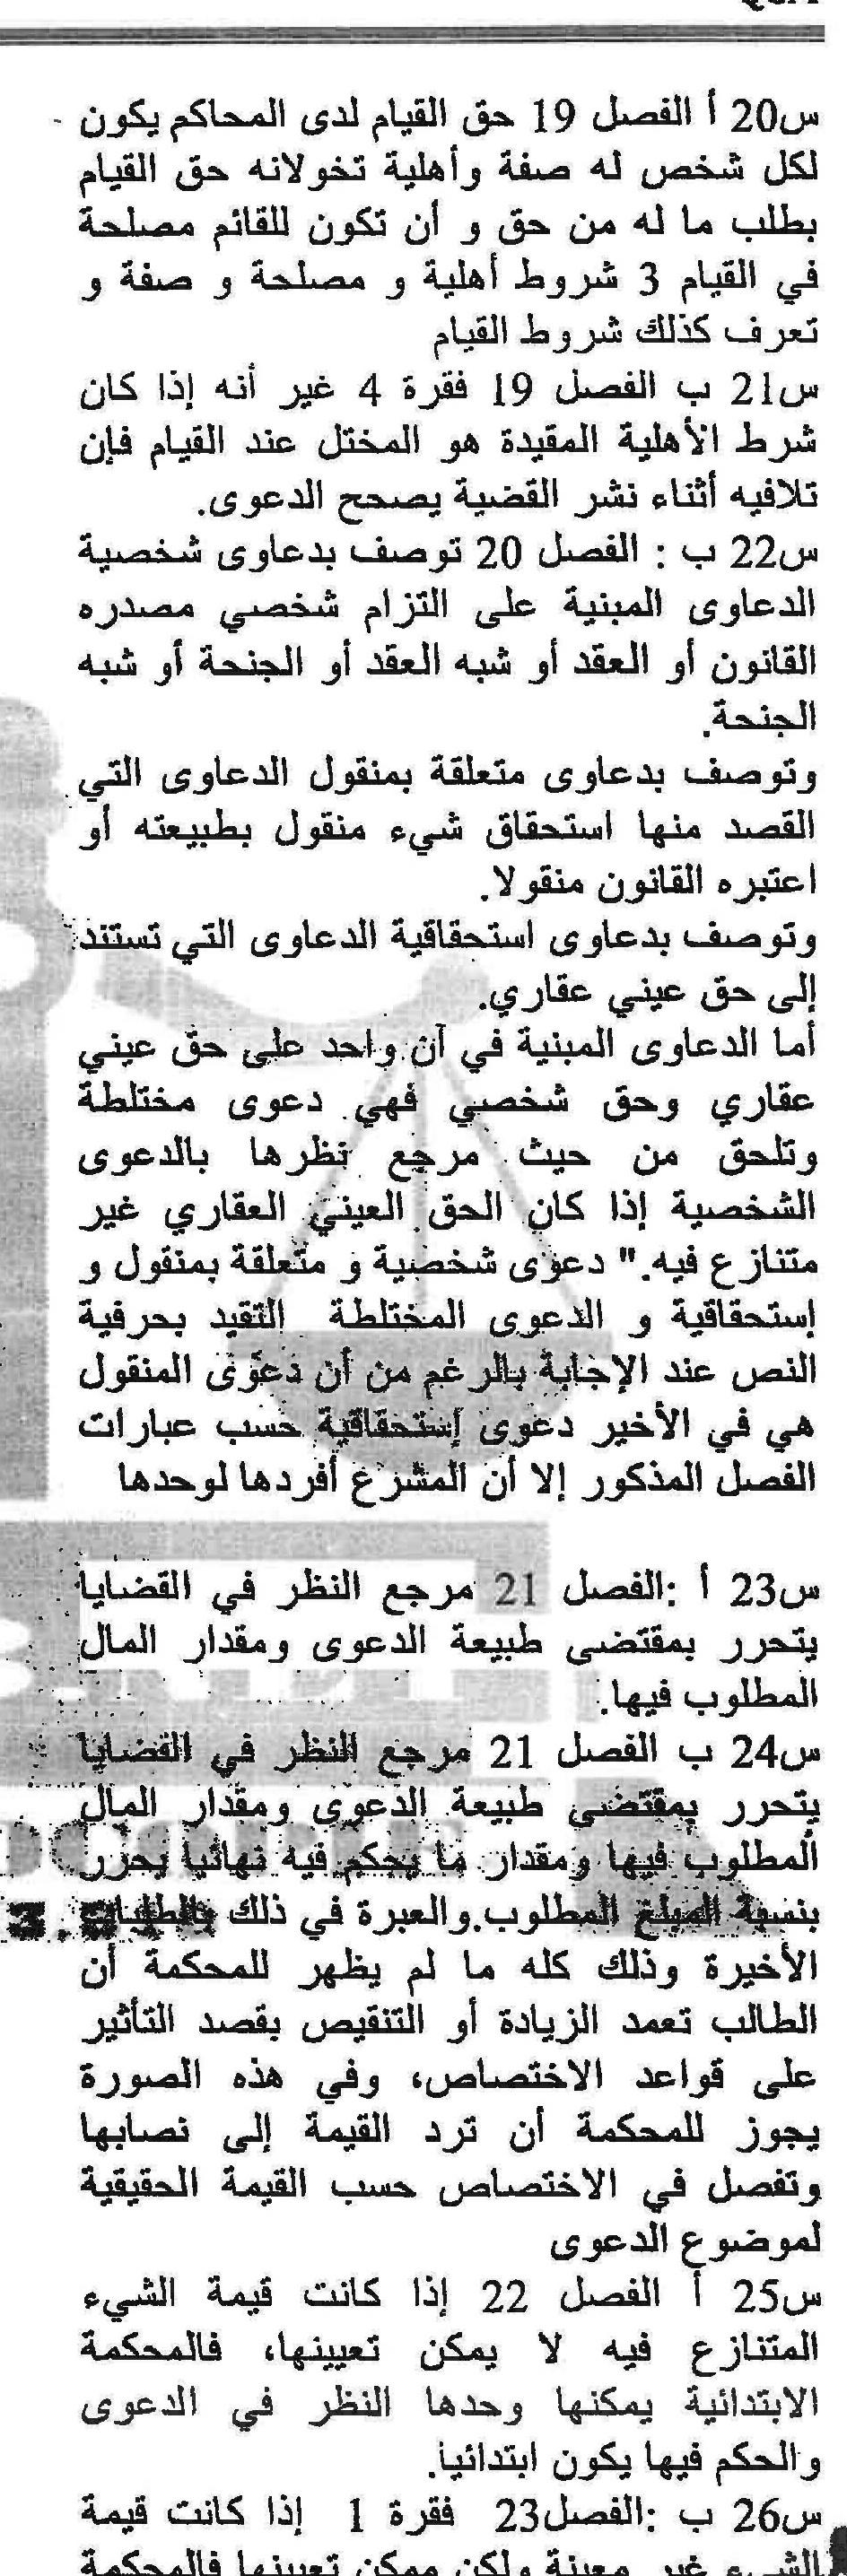 س20 أ الفصل 19 حق القيام لدى المحاكم يكون
لكل شخص له صفة وأهلية تخولانه حق القيام
بطلب ما له من حق و أن تكون للقائم مصلحة
في القيام 3 شروط أهلية و مصلحة و صفة و
تعرف كذلك شروط القيام
س21 ب الفصل 19 فقرة 4 غير أنه إذا كان
شرط الأهلية المقيدة هو المختل عند القيام فإن
تلافيه أثناء نشر القضية يصحح الدعوى.
س22 ب : الفصل 20 توصف بدعاوى شخصية
الدعاوى المبنية على التزام شخصي مصدره
القانون أو العقد أو شبه العقد أو الجنحة أو شبه
الجنحة.
وتوصف بدعاوى متعلقة بمنقول الدعاوى التي
القصد منها استحقاق شيء منقول بطبيعته أو
اعتبره القانون منقولا.
وتوصف بدعاوى استحقاقية الدعاوى التي تستند
إلى حق عيني عقاري.
أما الدعاوى المبنية في آن واحد على حق عيني
عقاري وحق شخصي فهي دعوى مختلطة
وتلحق من حيث مرجع نظرها بالدعوى
الشخصية إذا كان الحق العيني العقاري غير
متنازع فيه." دعوى شخصية و متعلقة بمنقول و
إستحقاقية و الدعوى المختلطة التقيد بحرفية
النص عند الإجابة بالرغم من أن دعوى المنقول
هي في الأخير دعوى إستحقاقية حسب عبارات
الفصل المذكور إلا أن المشرع أفردها لوحدها
س23 أ :الفصل 21 مرجع النظر في القضايا
يتحرر بمقتضى طبيعة الدعوى ومقدار المال
المطلوب فيها.
س24 ب الفصل 21 مرجع النظر في القضايا
يتحرر بمقتضى طبيعة الدعوى ومقدار المال
المطلوب فيها ومقدار ما يحكم فيه نهائيا يحرر
بنسبة المبلغ المطلوب.والعبرة في ذلك بالطلبات
الأخيرة وذلك كله ما لم يظهر للمحكمة أن
الطالب تعمد الزيادة أو التنقيص بقصد التأثير
على قواعد الاختصاص، وفي هذه الصورة
يجوز للمحكمة أن ترد القيمة إلى نصابها
وتفصل في الاختصاص حسب القيمة الحقيقية
لموضوع الدعوى
س25 أ الفصل 22 إذا كانت قيمة الشيء
المتنازع فيه لا يمكن تعيينها، فالمحكمة
الابتدائية يمكنها وحدها النظر في الدعوى
والحكم فيها يكون ابتدائيا.
س26 ب :الفصل23 فقرة 1 إذا كانت قيمة
الشيء غير معينة ولكن ممكن تعيينها فالمحكمة